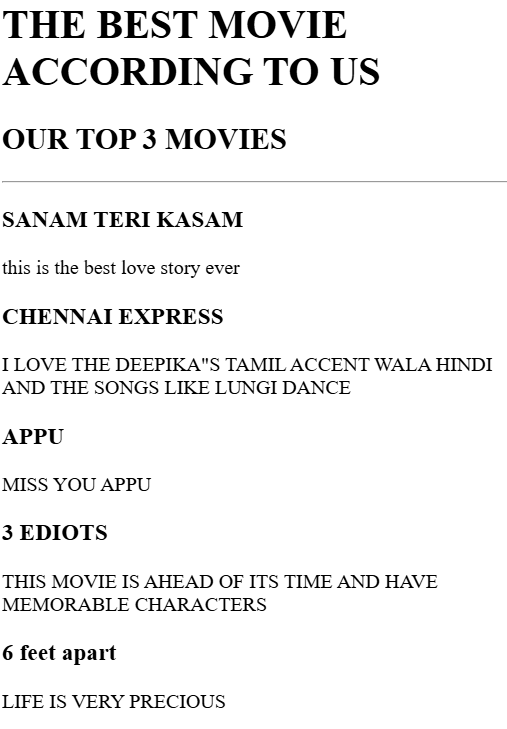 THE BEST MOVIE
ACCORDING TO US
OUR TOP 3 MOVIES
SANAM TERI KASAM
this is the best love story ever
CHENNAI EXPRESS
I LOVE THE DEEPIKA"S TAMIL ACCENT WALA HINDI
AND THE SONGS LIKE LUNGI DANCE
APPU
MISS YOU APPU
3 EDIOTS
THIS MOVIE IS AHEAD OF ITS TIME AND HAVE
MEMORABLE CHARACTERS
6 feet apart
LIFE IS VERY PRECIOUS